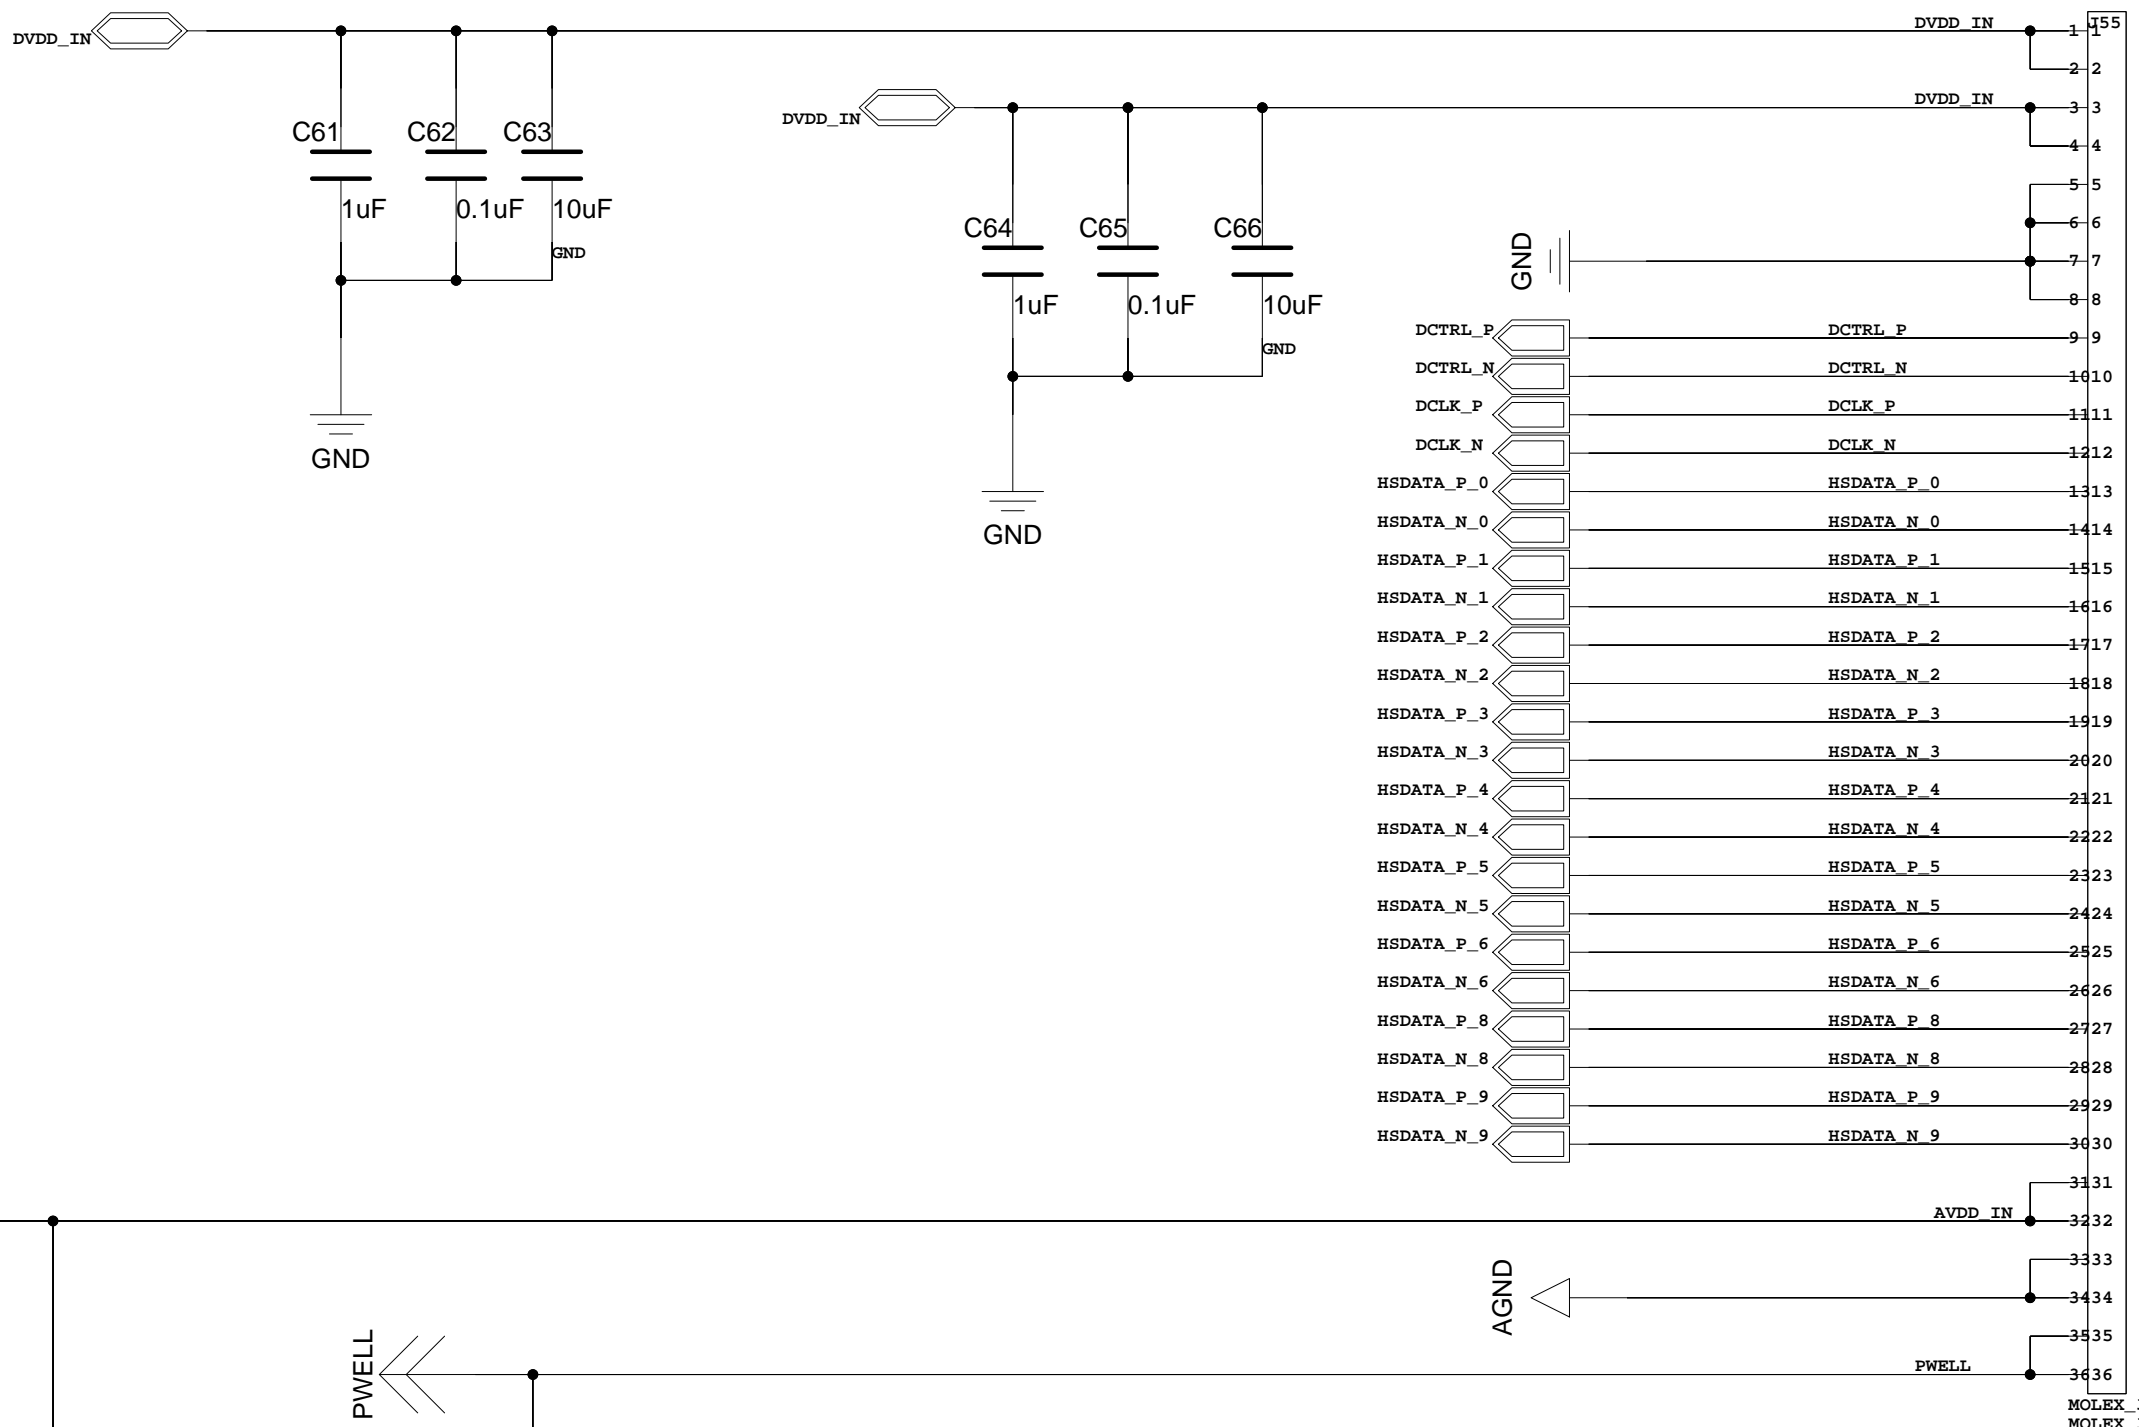 DVDD_IN
DVDD_IN
J55
1 1
2 2
DVDD_IN
DVDD_IN
3 3
4 4
C61
C62
C63
1uF
0.1uF
10uF
GND
GND
C64
C65
C66
1uF
0.1uF
10uF
GND
GND
5 5
6 6
GND
7 7
8 8
DCTRL_P DCTRL_P 9 9
DCTRL_N DCTRL_N 10 10
DCLK_P DCLK_P 11 11
DCLK_N DCLK_N 12 12
HSDATA_P_0 HSDATA_P_0 13 13
HSDATA_N_0 HSDATA_N_0 14 14
HSDATA_P_1 HSDATA_P_1 15 15
HSDATA_N_1 HSDATA_N_1 16 16
HSDATA_P_2 HSDATA_P_2 17 17
HSDATA_N_2 HSDATA_N_2 18 18
HSDATA_P_3 HSDATA_P_3 19 19
HSDATA_N_3 HSDATA_N_3 20 20
HSDATA_P_4 HSDATA_P_4 21 21
HSDATA_N_4 HSDATA_N_4 22 22
HSDATA_P_5 HSDATA_P_5 23 23
HSDATA_N_5 HSDATA_N_5 24 24
HSDATA_P_6 HSDATA_P_6 25 25
HSDATA_N_6 HSDATA_N_6 26 26
HSDATA_P_8 HSDATA_P_8 27 27
HSDATA_N_8 HSDATA_N_8 28 28
HSDATA_P_9 HSDATA_P_9 29 29
HSDATA_N_9 HSDATA_N_9 30 30
31 31
AVDD_IN 32 32
33 33
AGND 34 34
35 35
PWELL PWELL 36 36
MOLEX_
MOLEX_